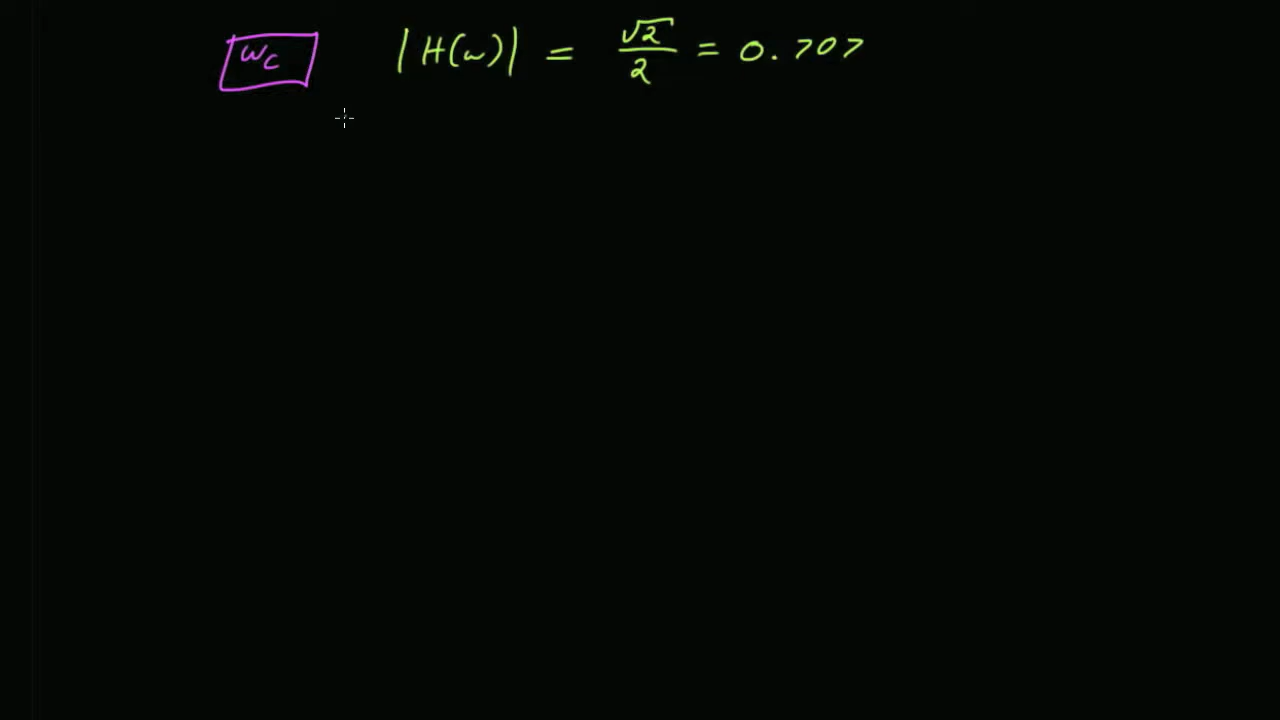 ωc |H(ω)| = √2/2 = 0.707